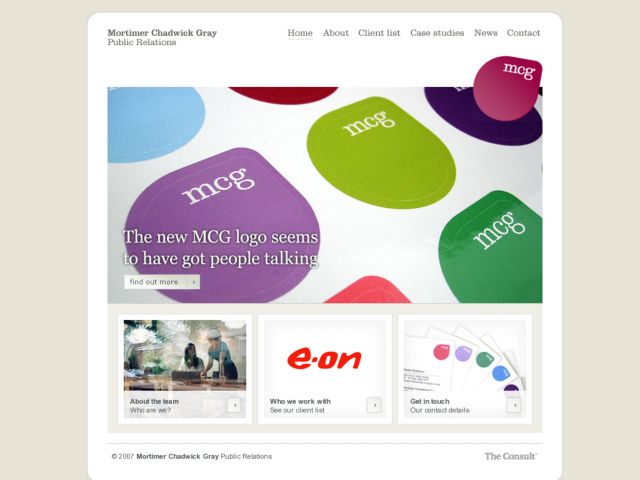 Mortimer Chadwick Gray
Public Relations
Home About Client list Case studies News Contact
mcg
mcg
mcg
mcg
The new MCG logo seems
to have got people talking
find out more
e·on
About the team
Who are we?
Who we work with
See our client list
Get in touch
Our contact details
© 2007 Mortimer Chadwick Gray Public Relations
The Consult